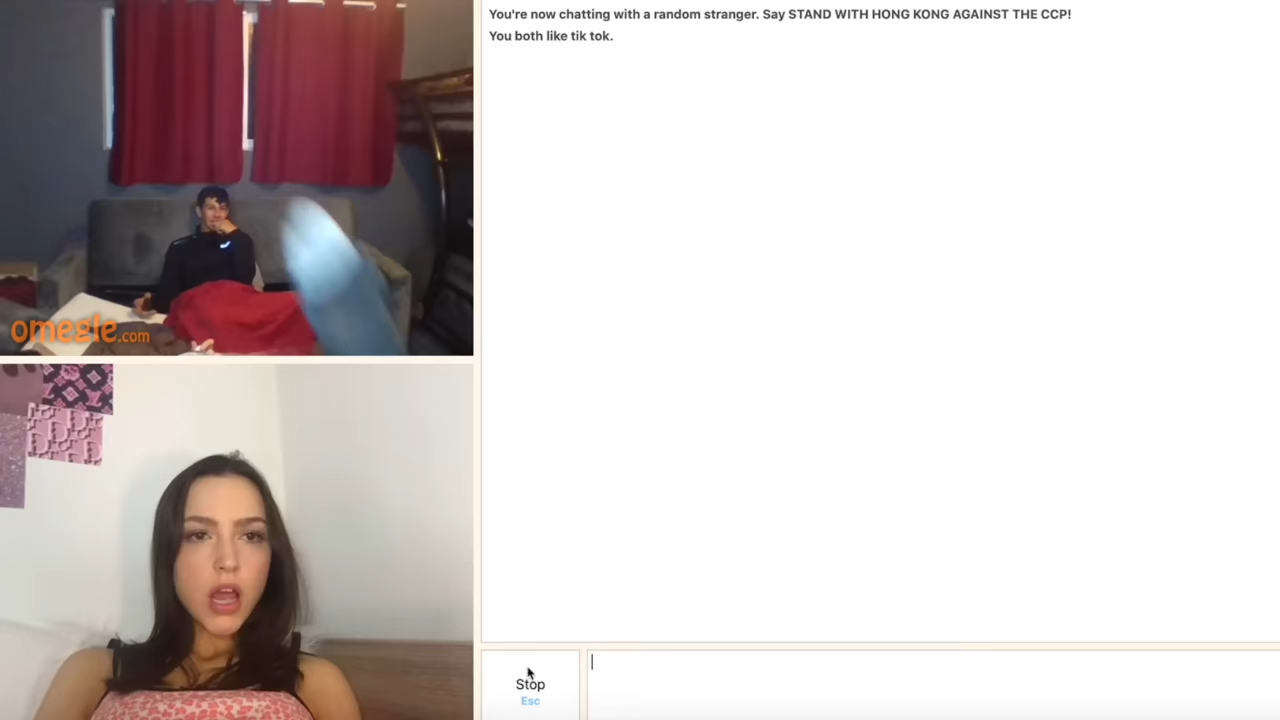 You're now chatting with a random stranger. Say STAND WITH HONG KONG AGAINST THE CCP!
You both like tik tok.
omegle.com
Stop
Esc